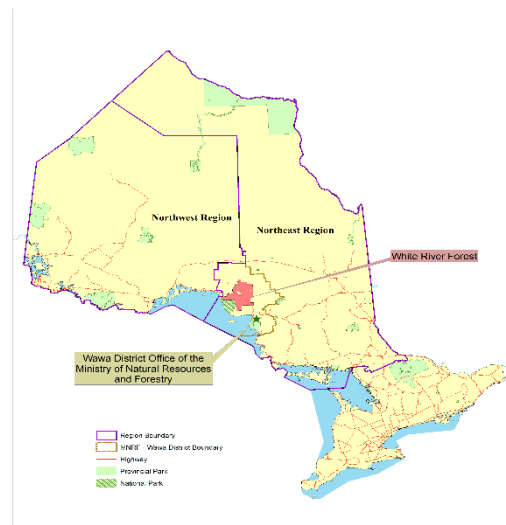 Northwest Region
Northeast Region
White River Forest
Wawa District Office of the
Ministry of Natural Resources
and Forestry
Region Boundary
MNRF - Wawa District Boundary
Highway
Provincial Park
National Park